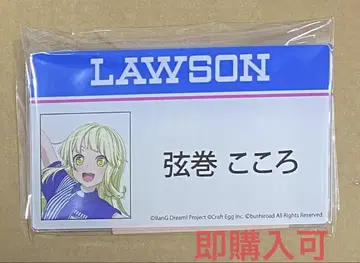 LAWSON
弦巻 こころ
©BanG Dream! Project ©Craft Egg Inc. ©bushiroad All Rights Reserved.
即購入可